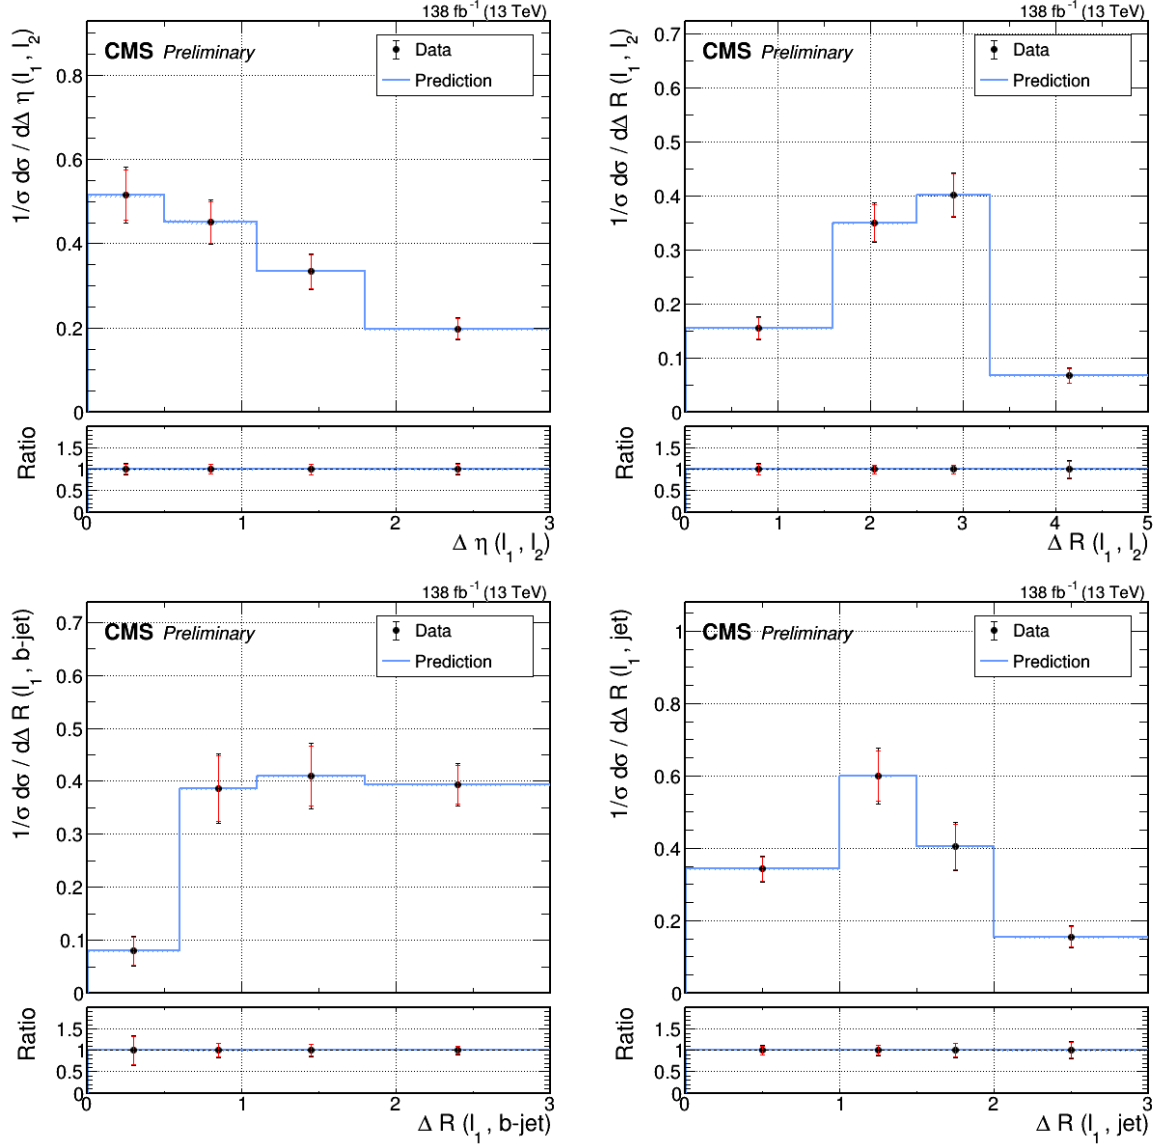 138 fb⁻¹ (13 TeV)
CMS Preliminary
Data
Prediction
1/σ dσ / dΔ η (l₁ , l₂)
0.8
0.6
0.4
0.2
0
Ratio
1.5
1
0.5
0
0 1 2 3
Δ η (l₁ , l₂)
138 fb⁻¹ (13 TeV)
CMS Preliminary
Data
Prediction
1/σ dσ / dΔ R (l₁ , l₂)
0.7
0.6
0.5
0.4
0.3
0.2
0.1
0
Ratio
1.5
1
0.5
0
0 1 2 3 4 5
Δ R (l₁ , l₂)
138 fb⁻¹ (13 TeV)
CMS Preliminary
Data
Prediction
1/σ dσ / dΔ R (l₁ , b-jet)
0.7
0.6
0.5
0.4
0.3
0.2
0.1
0
Ratio
1.5
1
0.5
0
0 1 2 3
Δ R (l₁ , b-jet)
138 fb⁻¹ (13 TeV)
CMS Preliminary
Data
Prediction
1/σ dσ / dΔ R (l₁ , jet)
1
0.8
0.6
0.4
0.2
0
Ratio
1.5
1
0.5
0
0 1 2 3
Δ R (l₁ , jet)